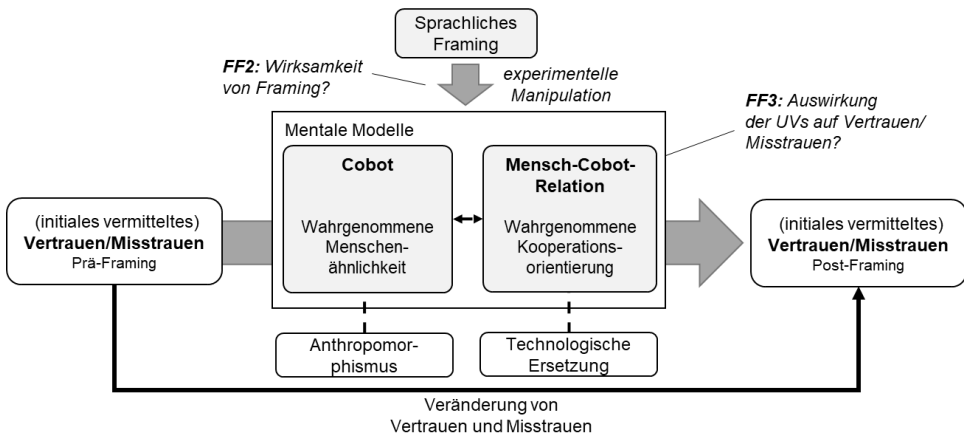 Sprachliches
Framing
FF2: Wirksamkeit
von Framing?
experimentelle
Manipulation
FF3: Auswirkung
der UVs auf Vertrauen/
Misstrauen?
Mentale Modelle
Cobot
Wahrgenommene
Menschen-
ähnlichkeit
Mensch-Cobot-
Relation
Wahrgenommene
Kooperations-
orientierung
(initiales vermitteltes)
Vertrauen/Misstrauen
Prä-Framing
(initiales vermitteltes)
Vertrauen/Misstrauen
Post-Framing
Anthropomor-
phismus
Technologische
Ersetzung
Veränderung von
Vertrauen und Misstrauen